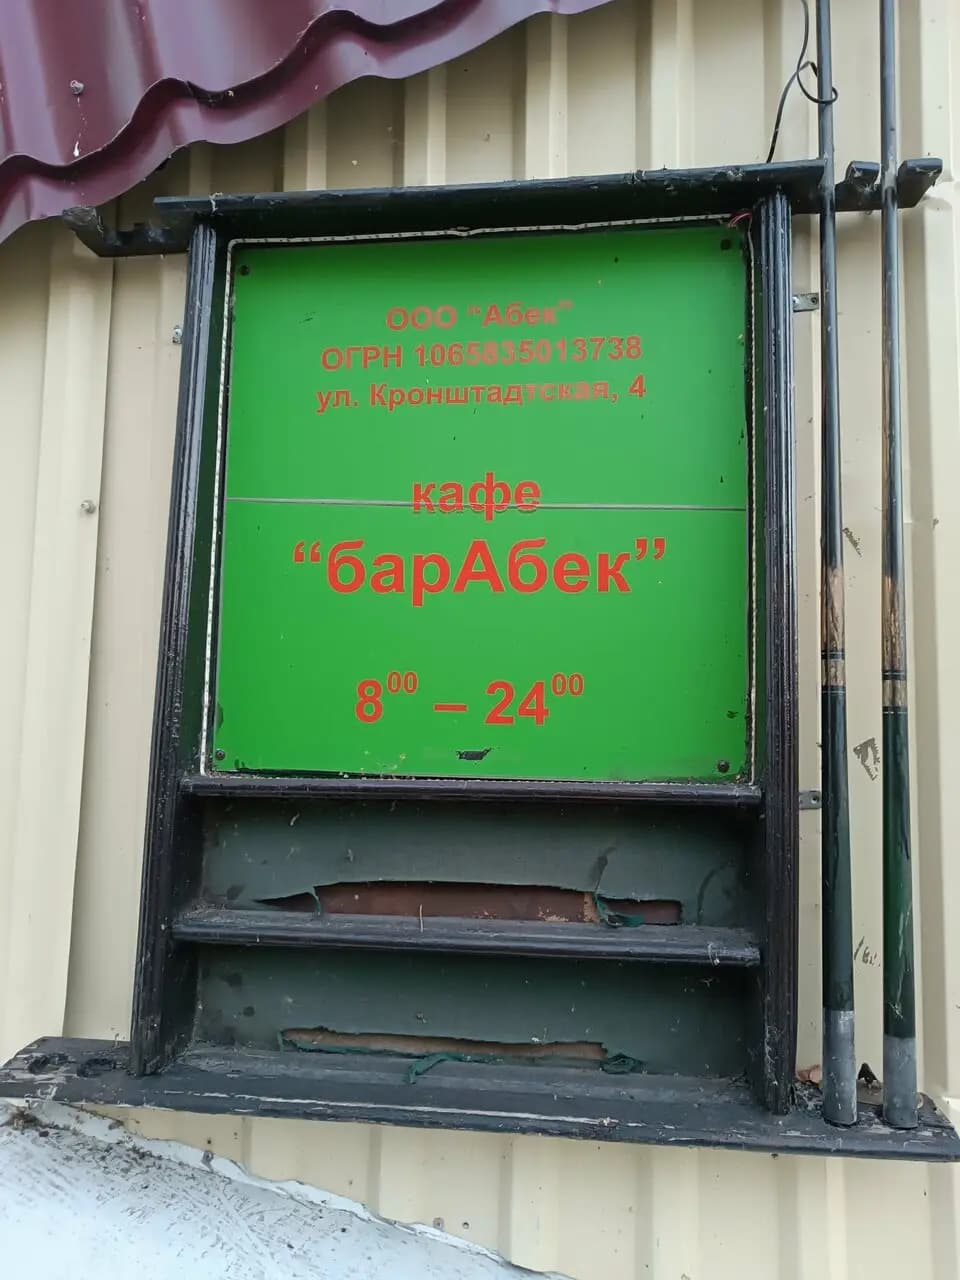 ООО "Абек"
ОГРН 1065835013738
ул. Кронштадтская, 4
кафе
“барАбек”
8⁰⁰ – 24⁰⁰